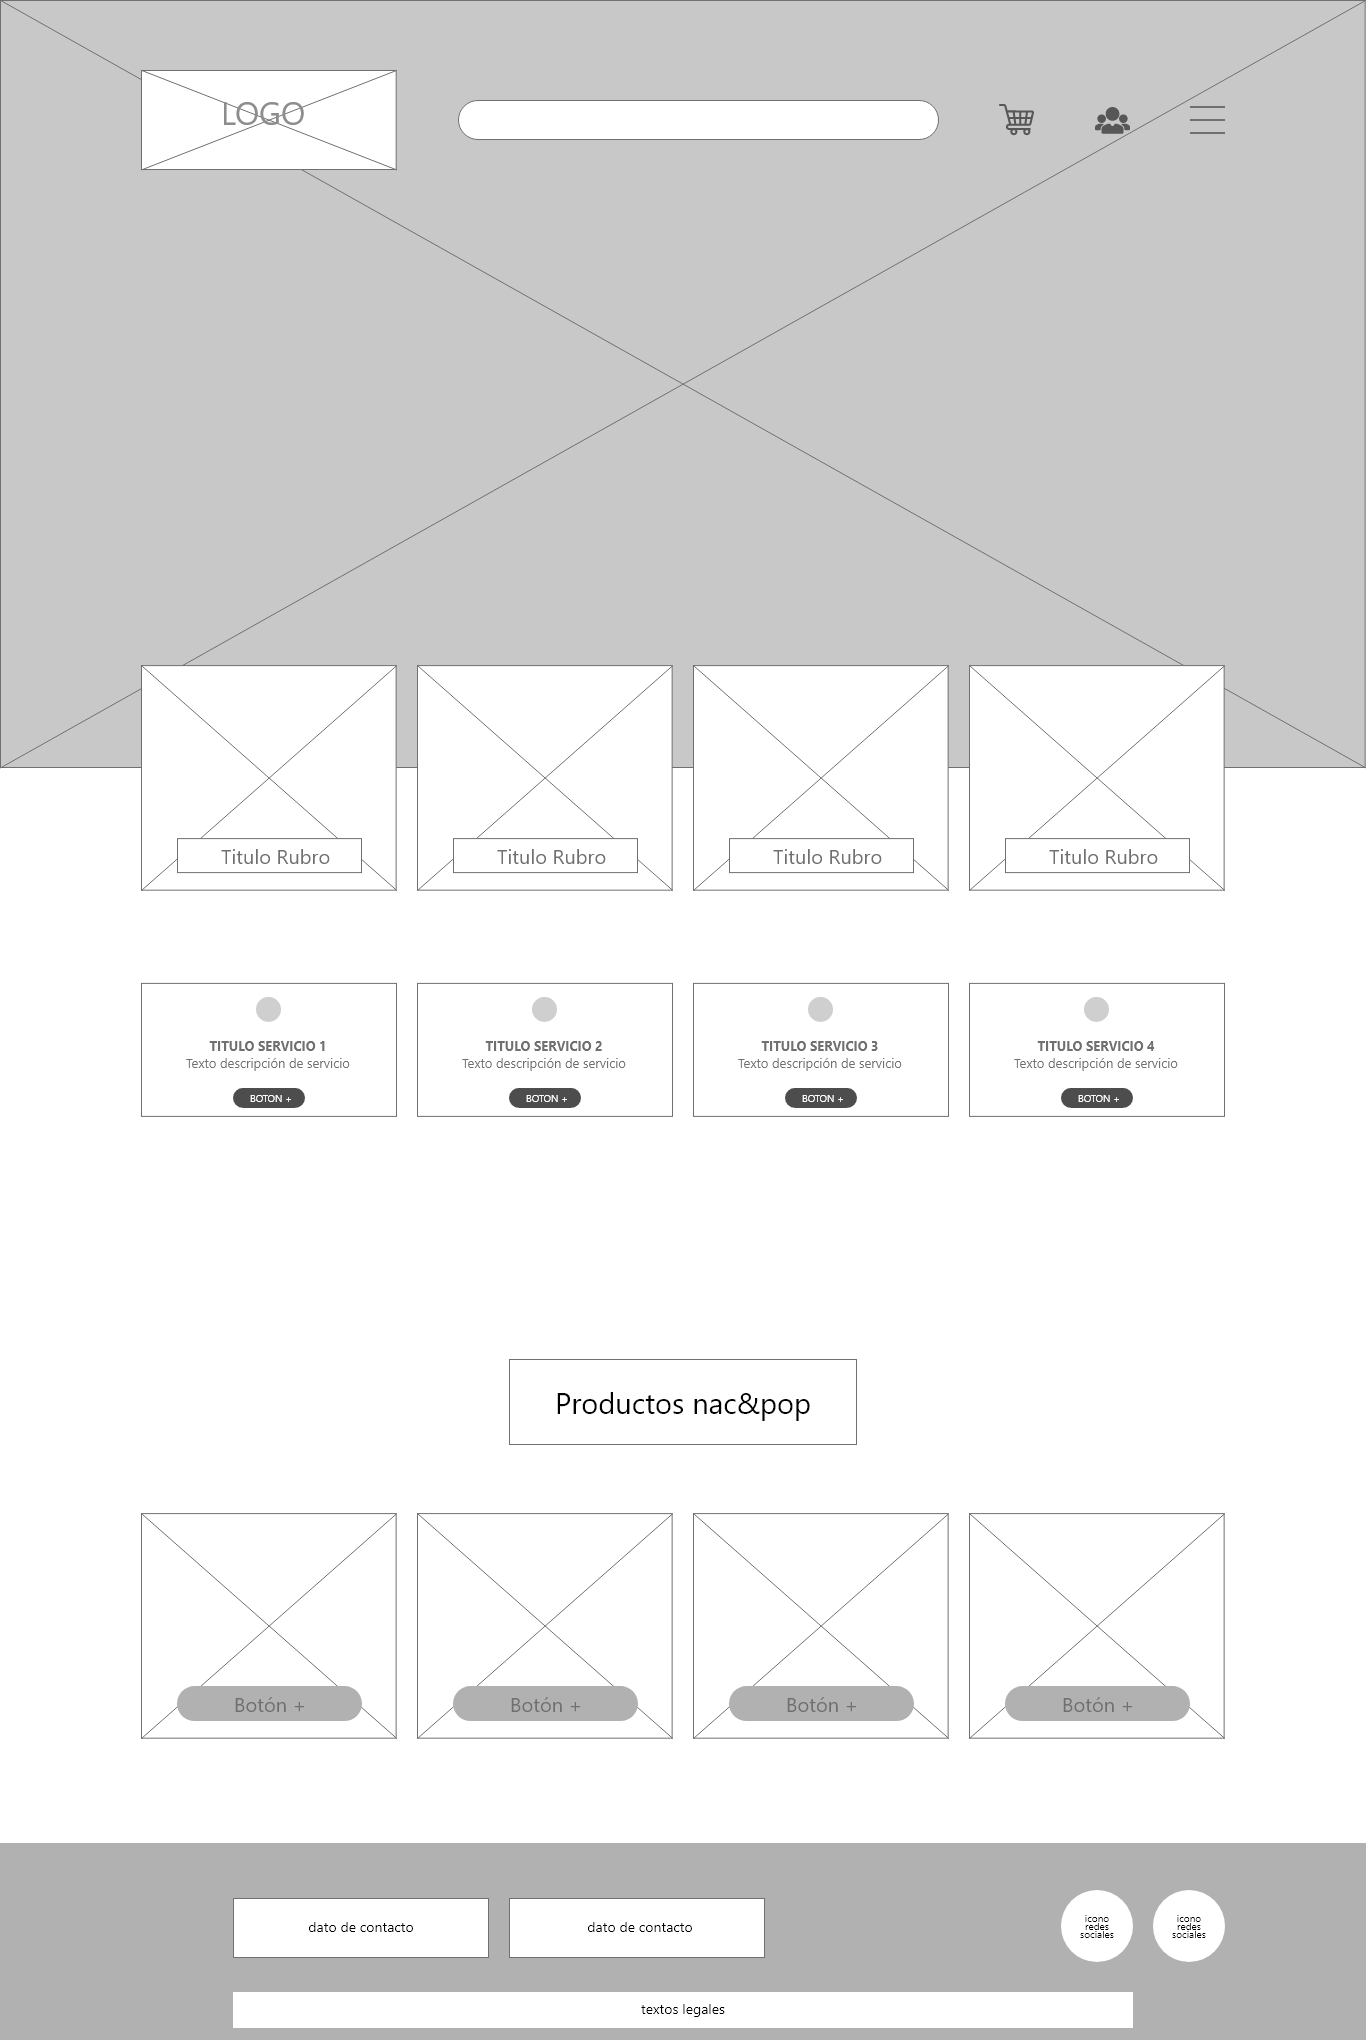 LOGO
Titulo Rubro
Titulo Rubro
Titulo Rubro
Titulo Rubro
TITULO SERVICIO 1
Texto descripción de servicio
BOTON +
TITULO SERVICIO 2
Texto descripción de servicio
BOTON +
TITULO SERVICIO 3
Texto descripción de servicio
BOTON +
TITULO SERVICIO 4
Texto descripción de servicio
BOTON +
Productos nac&pop
Botón +
Botón +
Botón +
Botón +
dato de contacto
dato de contacto
icono
redes
sociales
icono
redes
sociales
textos legales